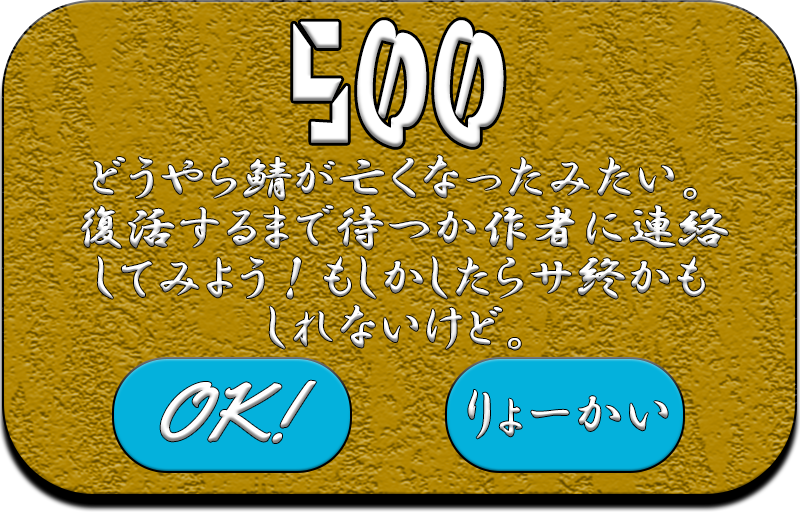 500
どうやら鯖が亡くなったみたい。
復活するまで待つか作者に連絡
してみよう！もしかしたらサ終かも
しれないけど。
OK!
りょーかい